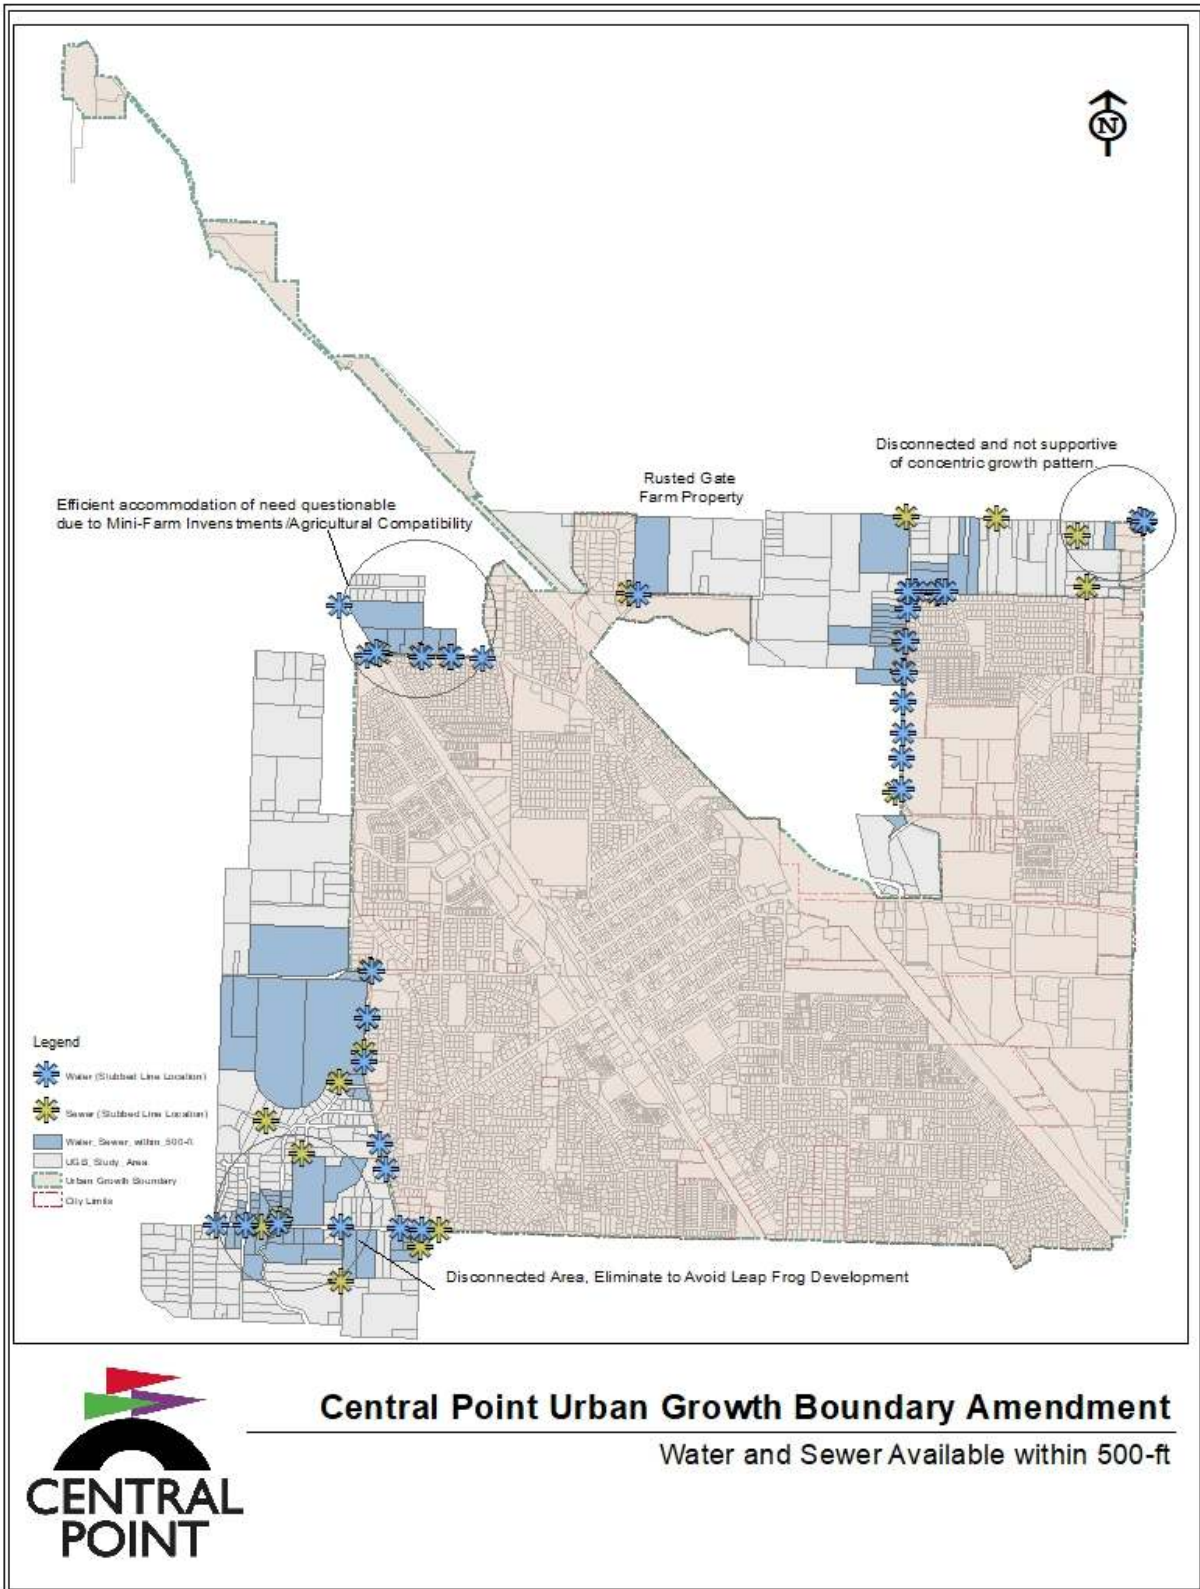 N
Disconnected and not supportive
of concentric growth pattern
Rusted Gate
Farm Property
Efficient accommodation of need questionable
due to Mini-Farm Invenstments/Agricultural Compatibility
Legend
Water (Stubbed Line Location)
Sewer (Stubbed Line Location)
Water_Sewer_within_500-ft
UGB_Study_Area
Urban Growth Boundary
City Limits
Disconnected Area, Eliminate to Avoid Leap Frog Development
Central Point Urban Growth Boundary Amendment
Water and Sewer Available within 500-ft
CENTRAL
POINT